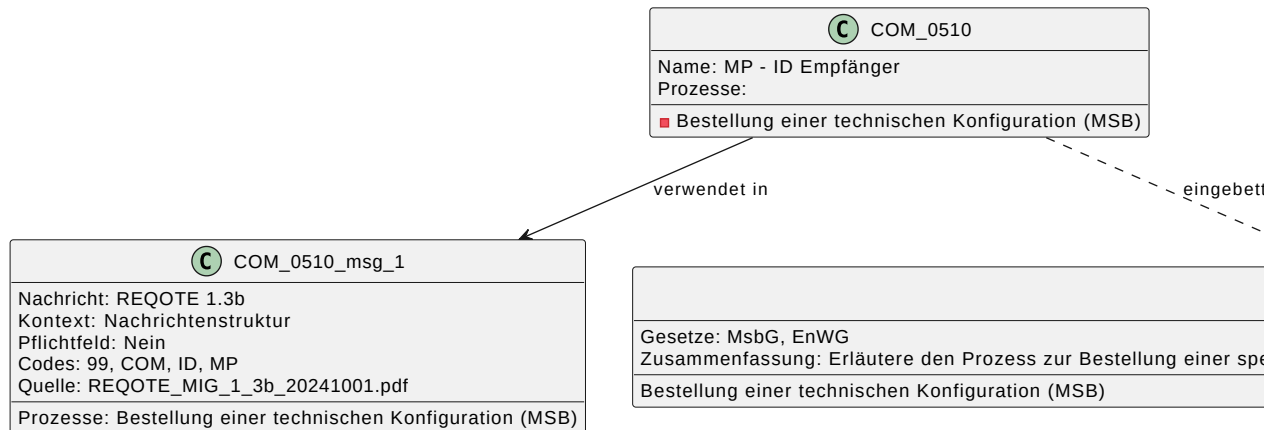 C COM_0510
Name: MP - ID Empfänger
Prozesse:
Bestellung einer technischen Konfiguration (MSB)
verwendet in
eingebett
C COM_0510_msg_1
Nachricht: REQOTE 1.3b
Kontext: Nachrichtenstruktur
Pflichtfeld: Nein
Codes: 99, COM, ID, MP
Quelle: REQOTE_MIG_1_3b_20241001.pdf
Prozesse: Bestellung einer technischen Konfiguration (MSB)
Gesetze: MsbG, EnWG
Zusammenfassung: Erläutere den Prozess zur Bestellung einer spe
Bestellung einer technischen Konfiguration (MSB)